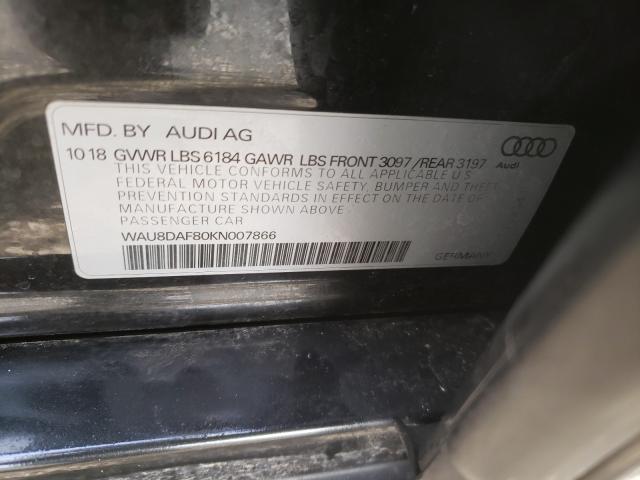 MFD. BY AUDI AG
10 18 GVWR LBS 6184 GAWR LBS FRONT 3097 / REAR 3197
Audi
THIS VEHICLE CONFORMS TO ALL APPLICABLE U S
FEDERAL MOTOR VEHICLE SAFETY, BUMPER AND THEFT
PREVENTION STANDARDS IN EFFECT ON THE DATE OF
MANUFACTURE SHOWN ABOVE
PASSENGER CAR
WAU8DAF80KN007866
GERMANY